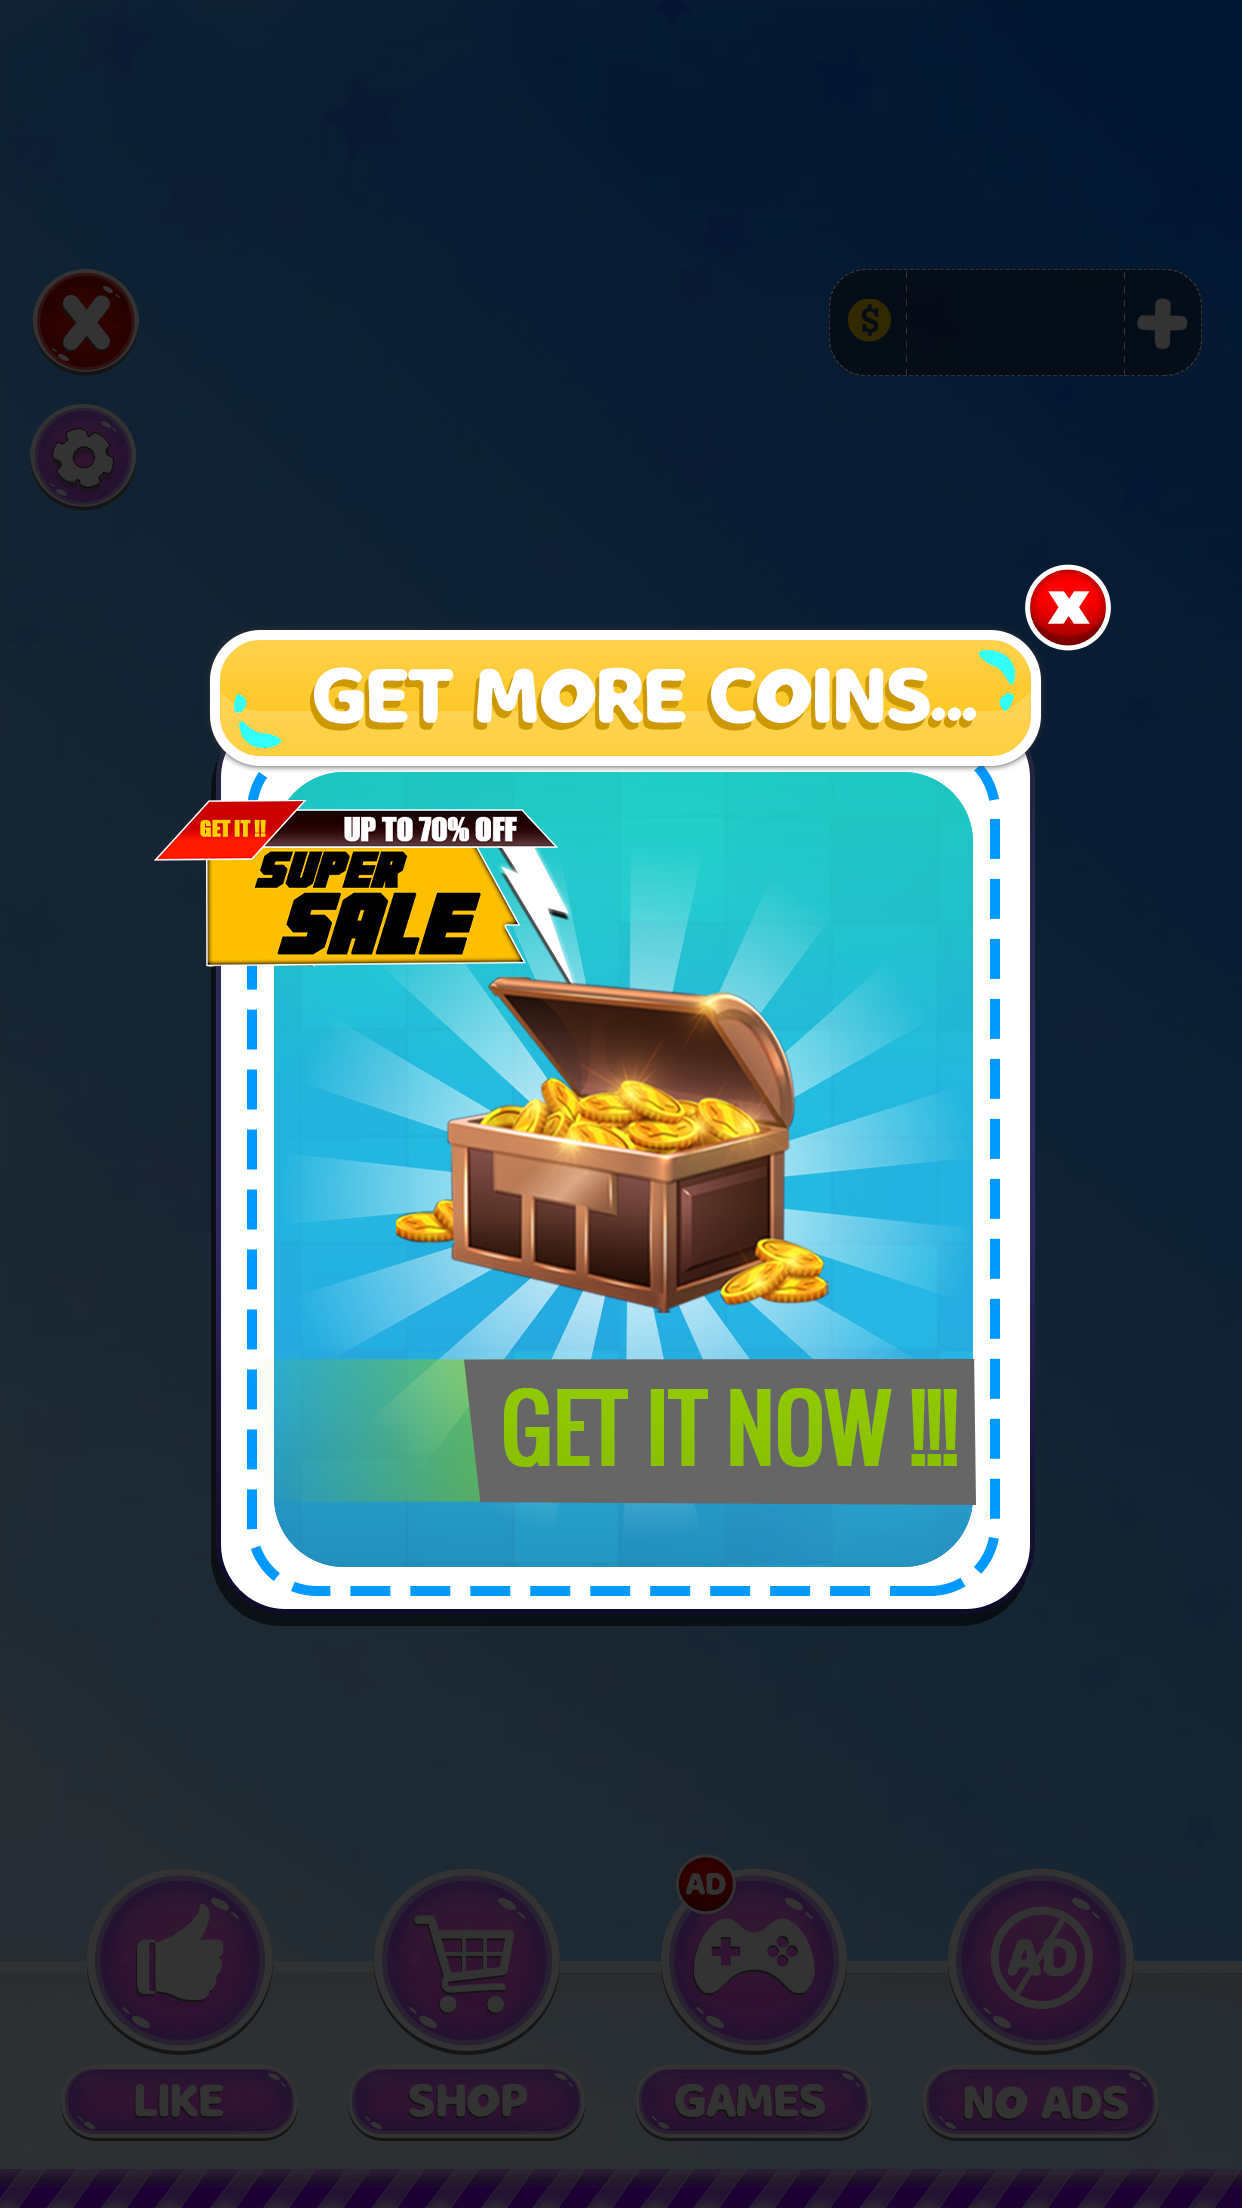 X
$
X
GET MORE COINS...
GET IT !!
UP TO 70% OFF
SUPER
SALE
GET IT NOW !!!
AD
AD
LIKE
SHOP
GAMES
NO ADS